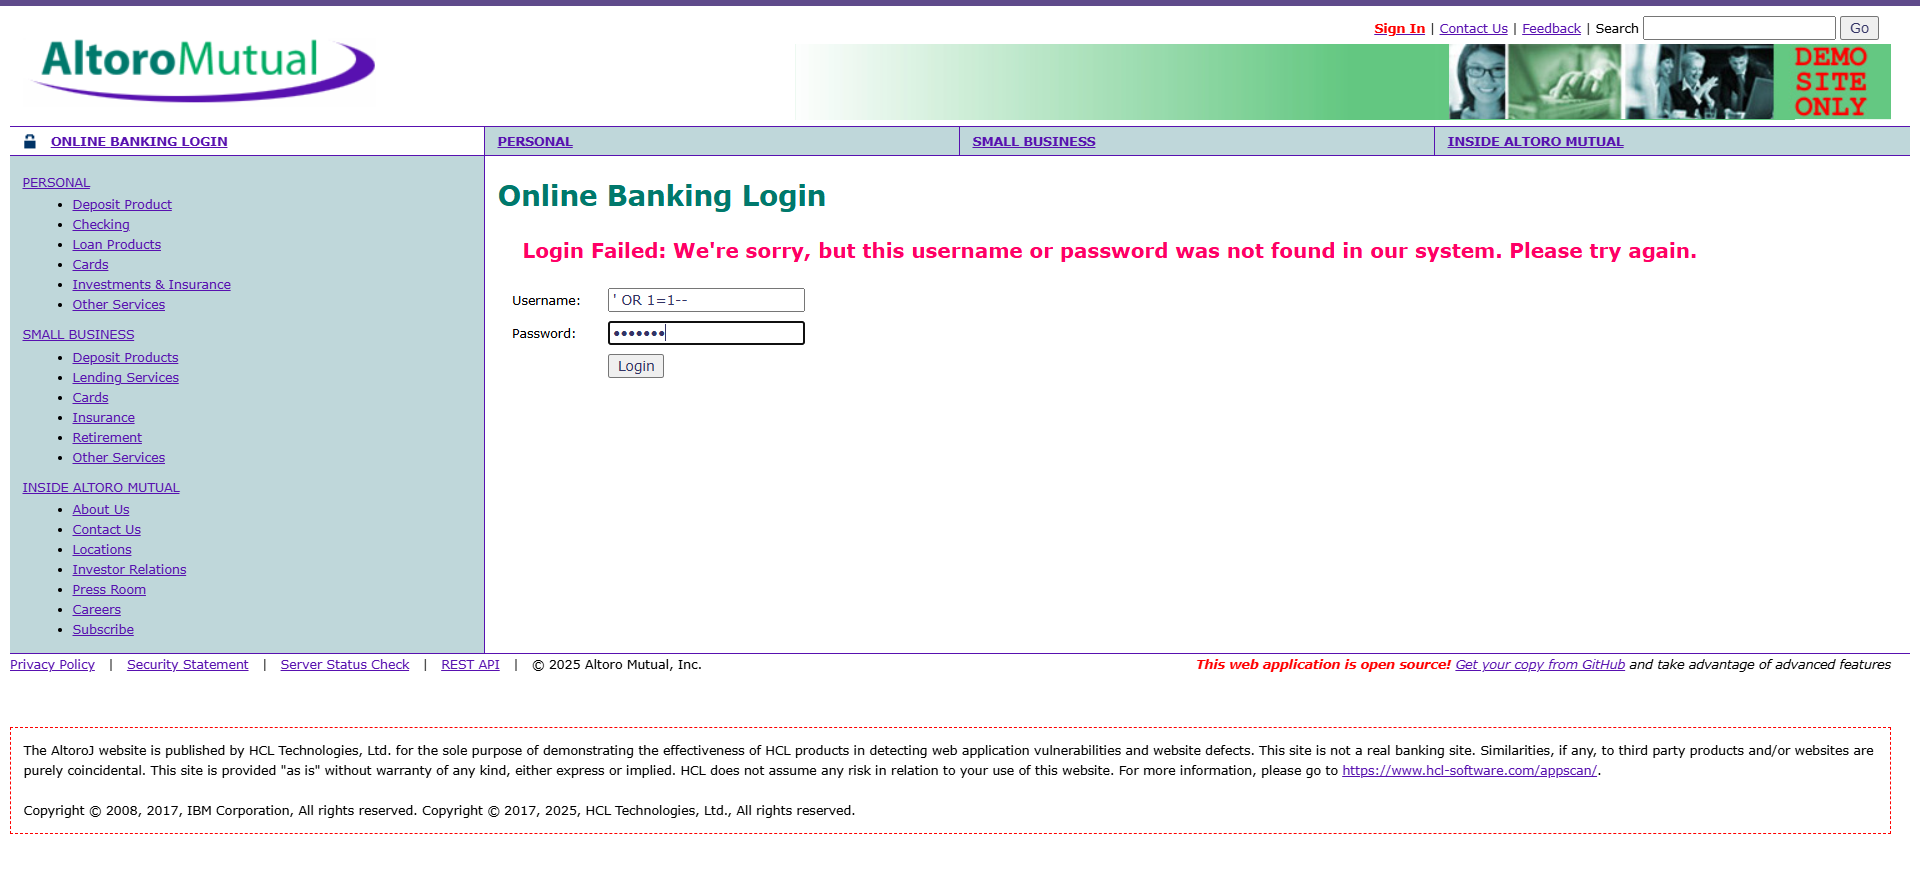 Sign In | Contact Us | Feedback | Search Go
AltoroMutual
DEMO
SITE
ONLY
ONLINE BANKING LOGIN
PERSONAL
SMALL BUSINESS
INSIDE ALTORO MUTUAL
PERSONAL
Deposit Product
Checking
Loan Products
Cards
Investments & Insurance
Other Services
SMALL BUSINESS
Deposit Products
Lending Services
Cards
Insurance
Retirement
Other Services
INSIDE ALTORO MUTUAL
About Us
Contact Us
Locations
Investor Relations
Press Room
Careers
Subscribe
Online Banking Login
Login Failed: We're sorry, but this username or password was not found in our system. Please try again.
Username: ' OR 1=1--
Password: •••••••
Login
Privacy Policy | Security Statement | Server Status Check | REST API | © 2025 Altoro Mutual, Inc.
This web application is open source! Get your copy from GitHub and take advantage of advanced features
The AltoroJ website is published by HCL Technologies, Ltd. for the sole purpose of demonstrating the effectiveness of HCL products in detecting web application vulnerabilities and website defects. This site is not a real banking site. Similarities, if any, to third party products and/or websites are
purely coincidental. This site is provided "as is" without warranty of any kind, either express or implied. HCL does not assume any risk in relation to your use of this website. For more information, please go to https://www.hcl-software.com/appscan/.
Copyright © 2008, 2017, IBM Corporation, All rights reserved. Copyright © 2017, 2025, HCL Technologies, Ltd., All rights reserved.